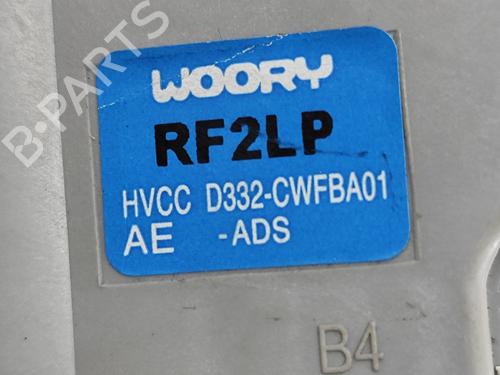 B-PARTS
WOORY
RF2LP
HVCC D332-CWFBA01
AE -ADS
B4